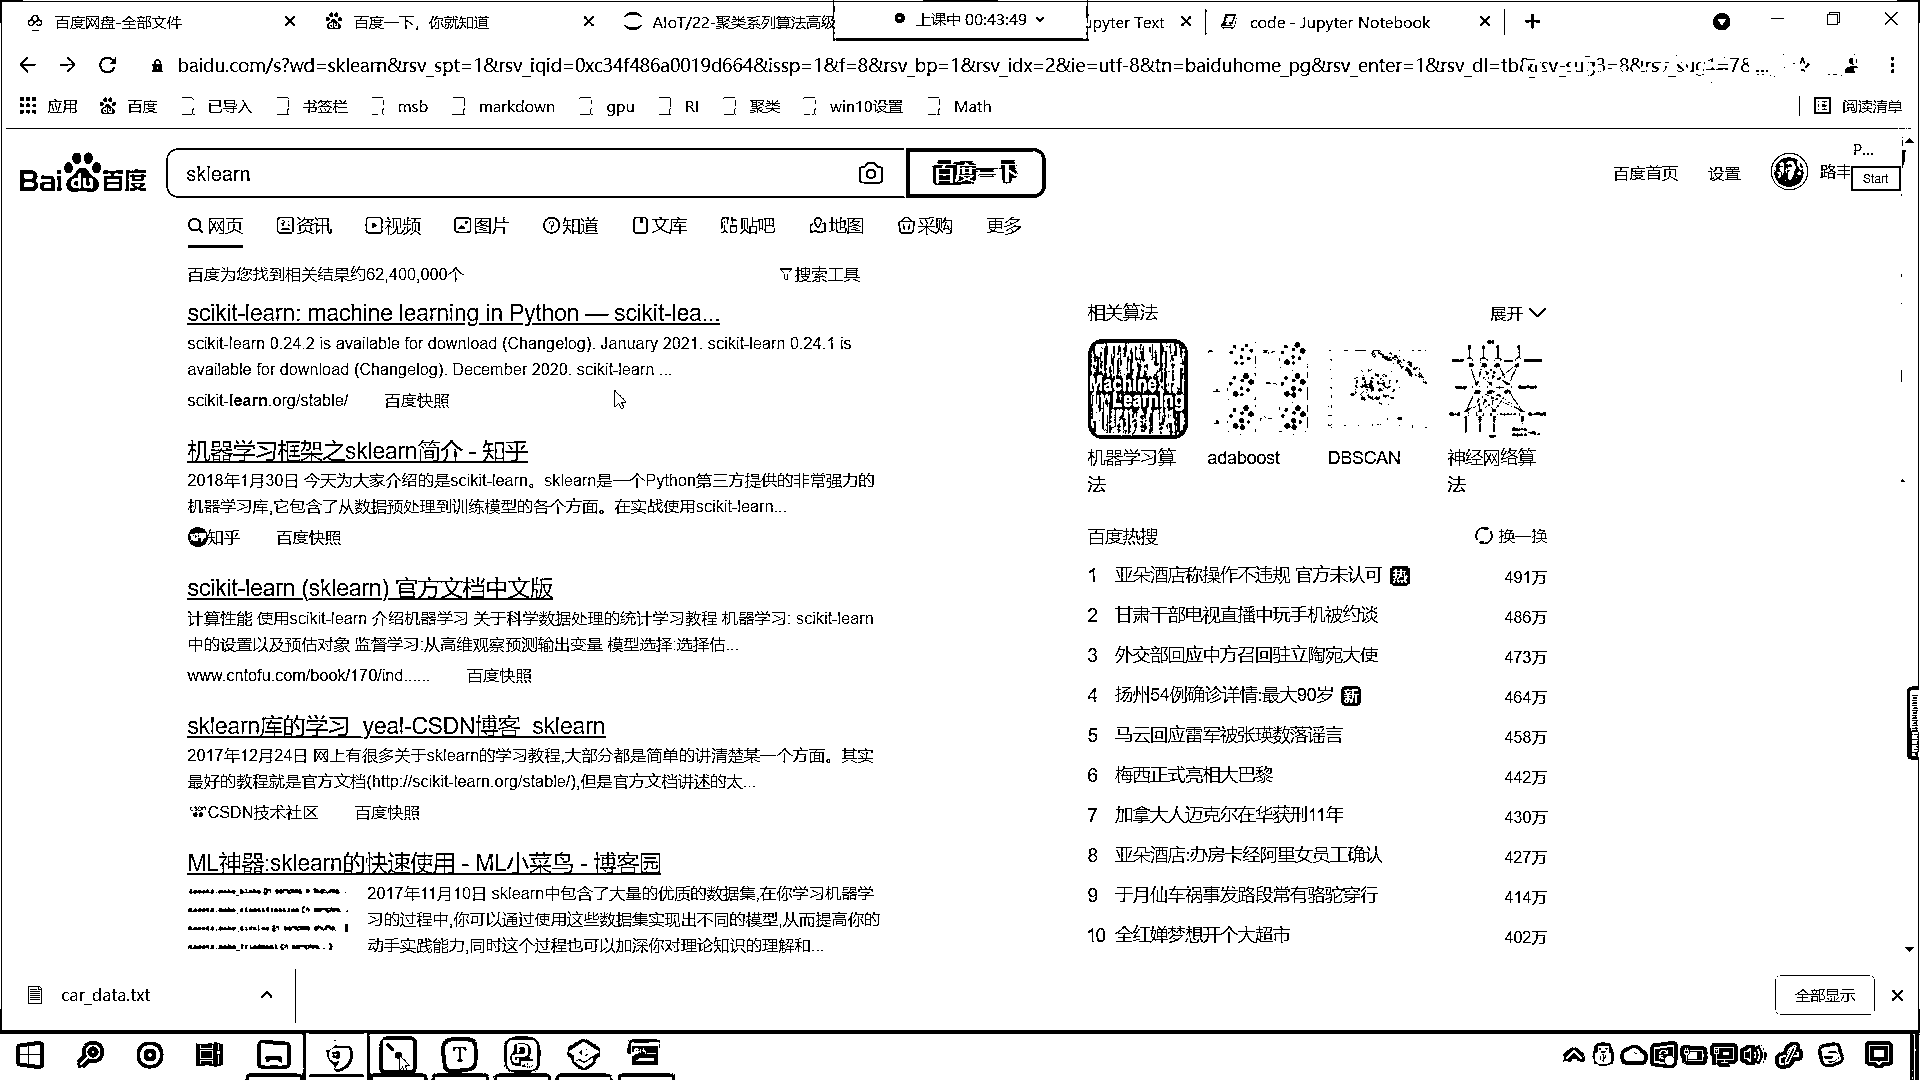 百度网盘-全部文件
百度一下，你就知道
AIoT/22-聚类系列算法高级
上课中 00:43:49
pyter Text
code - Jupyter Notebook
baidu.com/s?wd=sklearn&rsv_spt=1&rsv_iqid=0xc34f486a0019d664&issp=1&f=8&rsv_bp=1&rsv_idx=2&ie=utf-8&tn=baiduhome_pg&rsv_enter=1&rsv_dl=tb&rsv_sug3=8&rsv_sug1=78...
应用 百度 已导入 书签栏 msb markdown gpu RI 聚类 win10设置 Math 阅读清单
Bai du 百度
sklearn
百度一下
百度首页 设置 路丰
P...
Start
网页 资讯 视频 图片 知道 文库 贴吧 地图 采购 更多
百度为您找到相关结果约62,400,000个
搜索工具
scikit-learn: machine learning in Python — scikit-lea...
scikit-learn 0.24.2 is available for download (Changelog). January 2021. scikit-learn 0.24.1 is
available for download (Changelog). December 2020. scikit-learn ...
scikit-learn.org/stable/ 百度快照
机器学习框架之sklearn简介 - 知乎
2018年1月30日 今天为大家介绍的是scikit-learn。sklearn是一个Python第三方提供的非常强力的
机器学习库,它包含了从数据预处理到训练模型的各个方面。在实战使用scikit-learn...
知乎 百度快照
scikit-learn (sklearn) 官方文档中文版
计算性能 使用scikit-learn 介绍机器学习 关于科学数据处理的统计学习教程 机器学习: scikit-learn
中的设置以及预估对象 监督学习:从高维观察预测输出变量 模型选择:选择估...
www.cntofu.com/book/170/ind...... 百度快照
sklearn库的学习_yeal-CSDN博客_sklearn
2017年12月24日 网上有很多关于sklearn的学习教程,大部分都是简单的讲清楚某一个方面。其实
最好的教程就是官方文档(http://scikit-learn.org/stable/),但是官方文档讲述的太...
CSDN技术社区 百度快照
ML神器:sklearn的快速使用 - ML小菜鸟 - 博客园
2017年11月10日 sklearn中包含了大量的优质的数据集,在你学习机器学
习的过程中,你可以通过使用这些数据集实现出不同的模型,从而提高你的
动手实践能力,同时这个过程也可以加深你对理论知识的理解和...
相关算法
展开
Machine
Learning
机器学习算
法
adaboost
DBSCAN
神经网络算
法
百度热搜
换一换
1 亚朵酒店称操作不违规 官方未认可 热 491万
2 甘肃干部电视直播中玩手机被约谈 486万
3 外交部回应中方召回驻立陶宛大使 473万
4 扬州54例确诊详情:最大90岁 新 464万
5 马云回应雷军被张瑛数落谣言 458万
6 梅西正式亮相大巴黎 442万
7 加拿大人迈克尔在华获刑11年 430万
8 亚朵酒店:办房卡经阿里女员工确认 427万
9 于月仙车祸事发路段常有骆驼穿行 414万
10 全红婵梦想开个大超市 402万
car_data.txt
全部显示